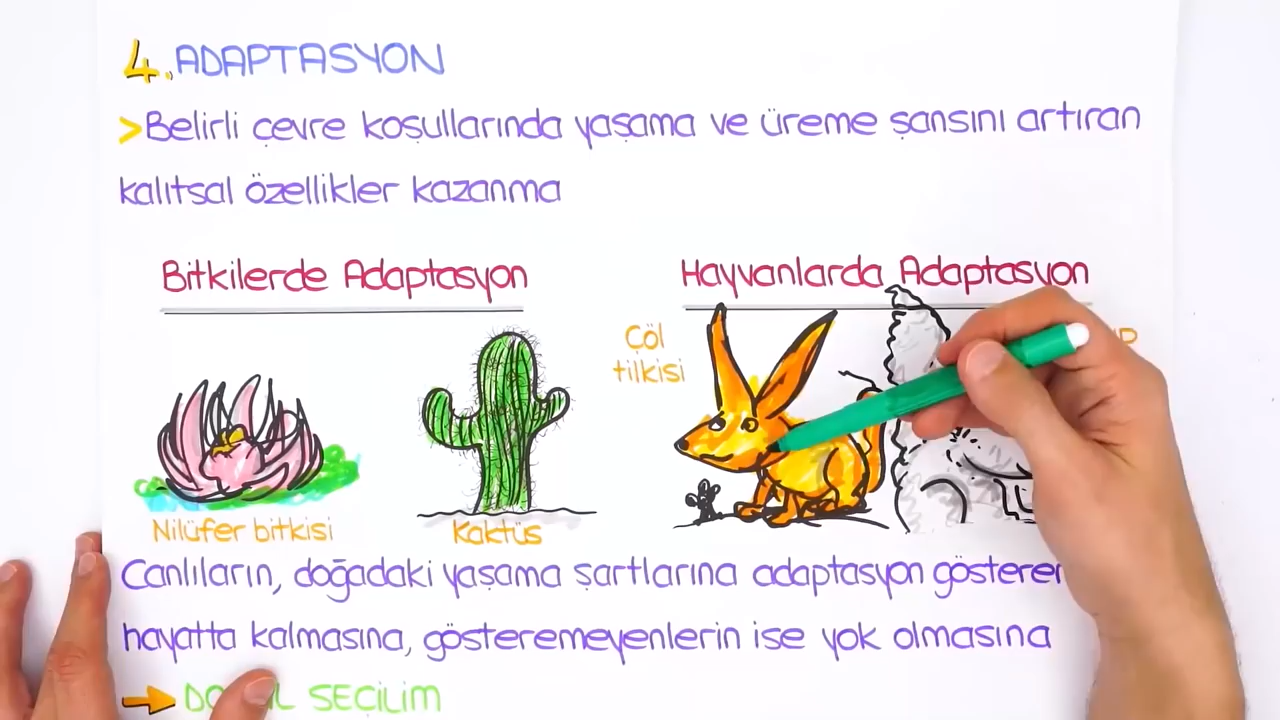 4. ADAPTASYON
>Belirli çevre koşullarında yaşama ve üreme şansını artıran
kalıtsal özellikler kazanma
Bitkilerde Adaptasyon
Hayvanlarda Adaptasyon
Çöl
tilkisi
Nilüfer bitkisi
Kaktüs
Canlıların, doğadaki yaşama şartlarına adaptasyon
hayatta kalmasına, gösteremeyenlerin ise yok olmasına
SEÇİLİM